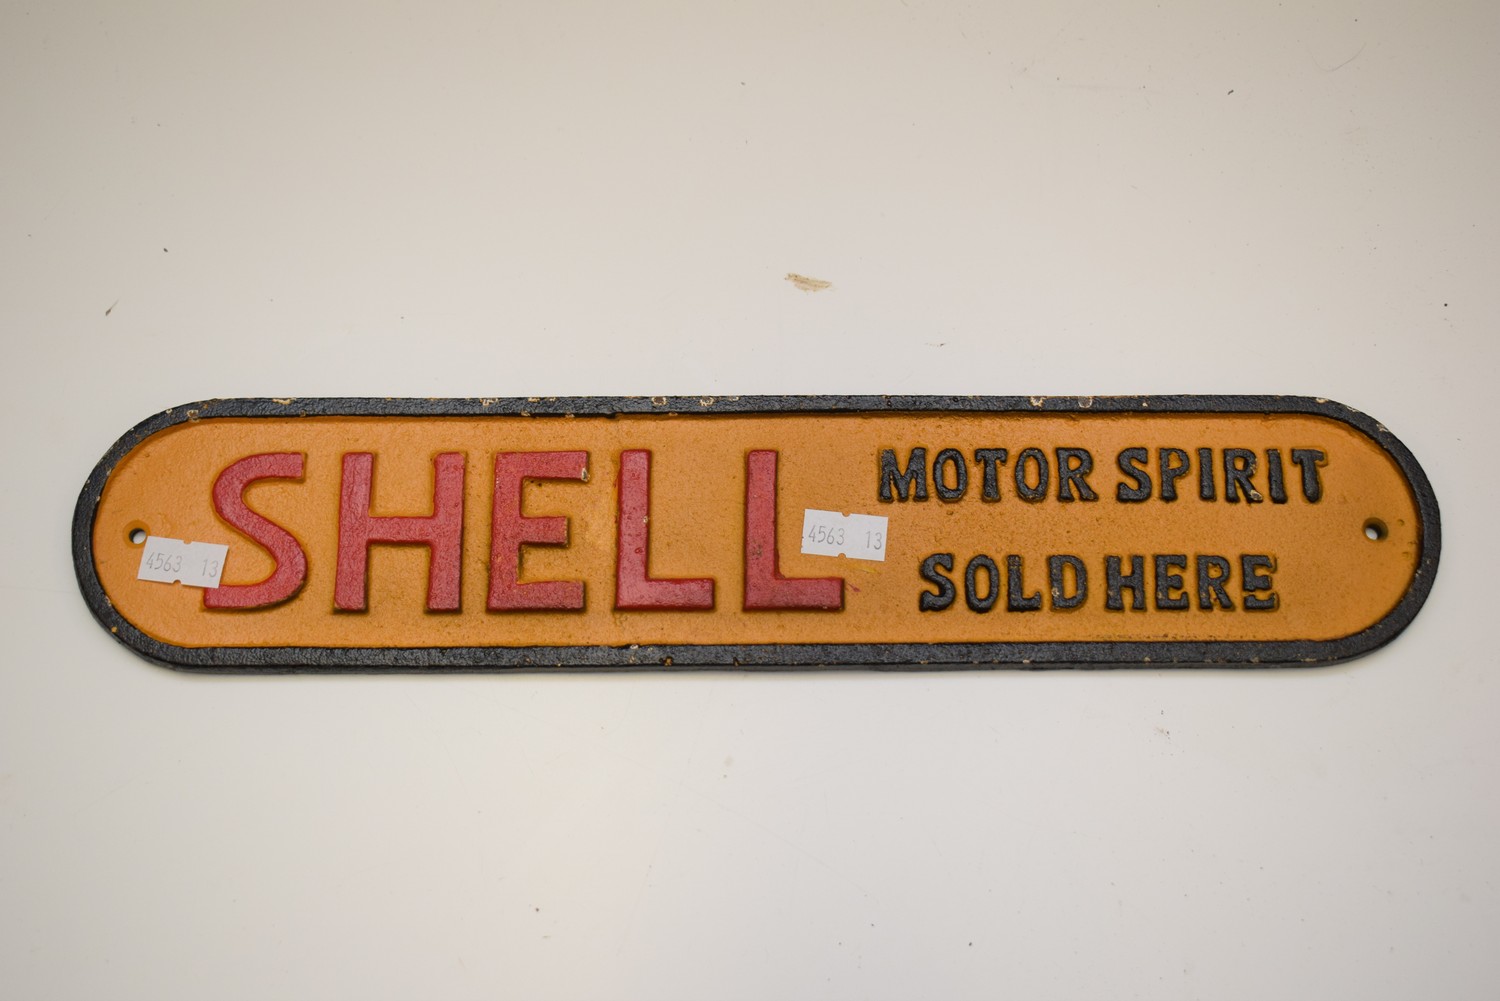 SHELL
MOTOR SPIRIT
SOLD HERE
4563 13
4563 13